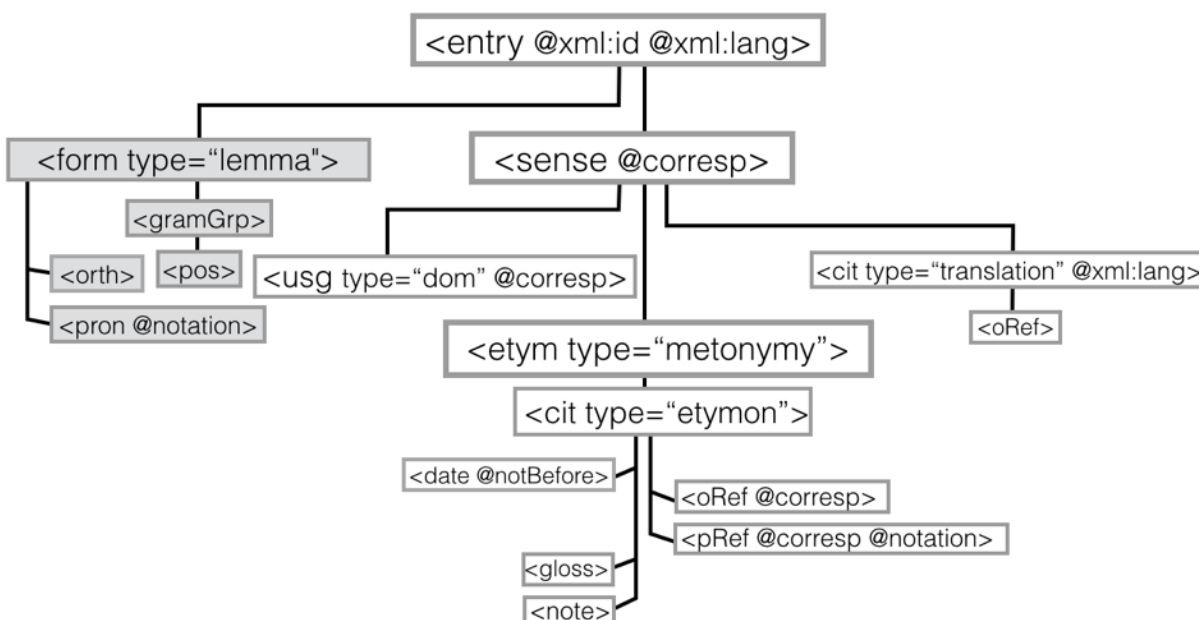 <entry @xml:id @xml:lang>
<form type=“lemma">
<sense @corresp>
<gramGrp>
<orth>
<pos>
<usg type=“dom” @corresp>
<cit type=“translation” @xml:lang>
<pron @notation>
<oRef>
<etym type=“metonymy”>
<cit type=“etymon”>
<date @notBefore>
<oRef @corresp>
<pRef @corresp @notation>
<gloss>
<note>